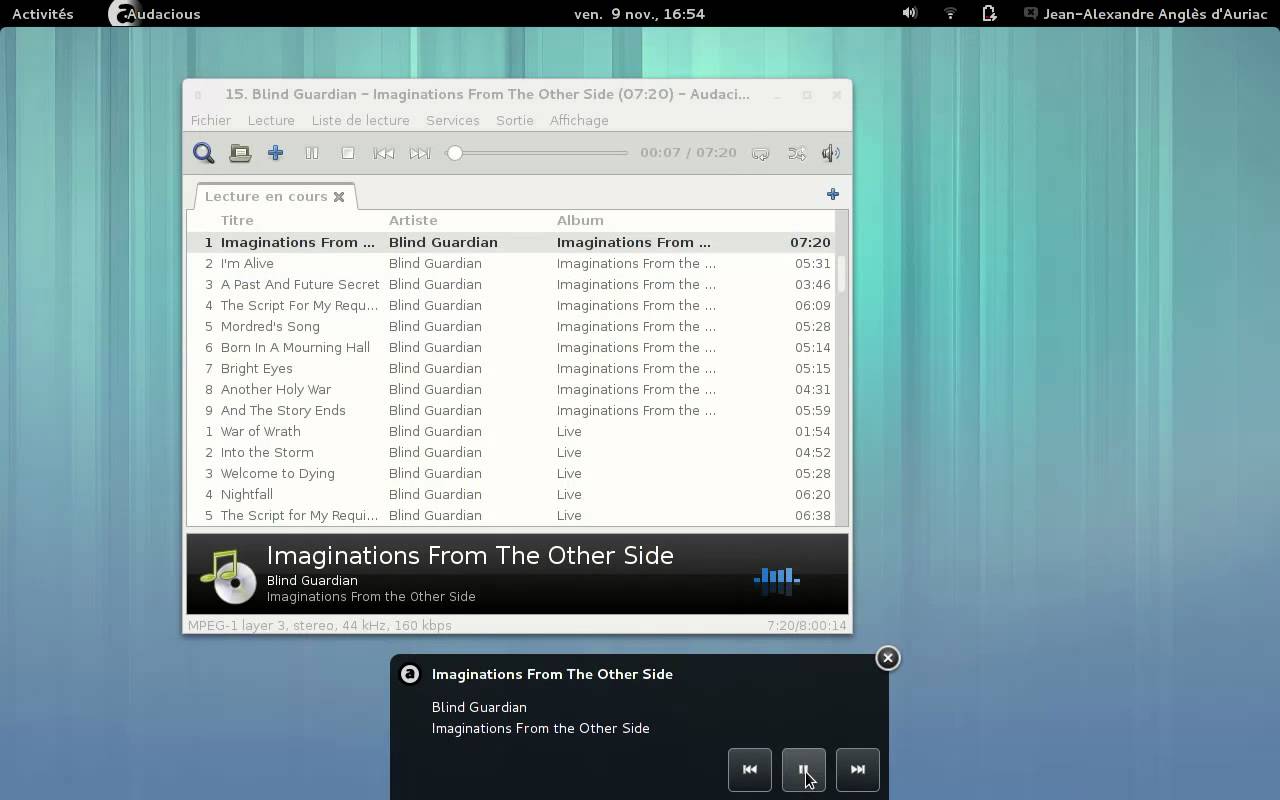 Activités Audacious ven. 9 nov., 16:54 Jean-Alexandre Anglès d'Auriac
15. Blind Guardian - Imaginations From The Other Side (07:20) - Audaci...
Fichier Lecture Liste de lecture Services Sortie Affichage
00:07 / 07:20
Lecture en cours
Titre Artiste Album
1 Imaginations From ... Blind Guardian Imaginations From ... 07:20
2 I'm Alive Blind Guardian Imaginations From the ... 05:31
3 A Past And Future Secret Blind Guardian Imaginations From the ... 03:46
4 The Script For My Requ... Blind Guardian Imaginations From the ... 06:09
5 Mordred's Song Blind Guardian Imaginations From the ... 05:28
6 Born In A Mourning Hall Blind Guardian Imaginations From the ... 05:14
7 Bright Eyes Blind Guardian Imaginations From the ... 05:15
8 Another Holy War Blind Guardian Imaginations From the ... 04:31
9 And The Story Ends Blind Guardian Imaginations From the ... 05:59
1 War of Wrath Blind Guardian Live 01:54
2 Into the Storm Blind Guardian Live 04:52
3 Welcome to Dying Blind Guardian Live 05:28
4 Nightfall Blind Guardian Live 06:20
5 The Script for My Requi... Blind Guardian Live 06:38
Imaginations From The Other Side
Blind Guardian
Imaginations From the Other Side
MPEG-1 layer 3, stereo, 44 kHz, 160 kbps 7:20/8:00:14
Imaginations From The Other Side
Blind Guardian
Imaginations From the Other Side